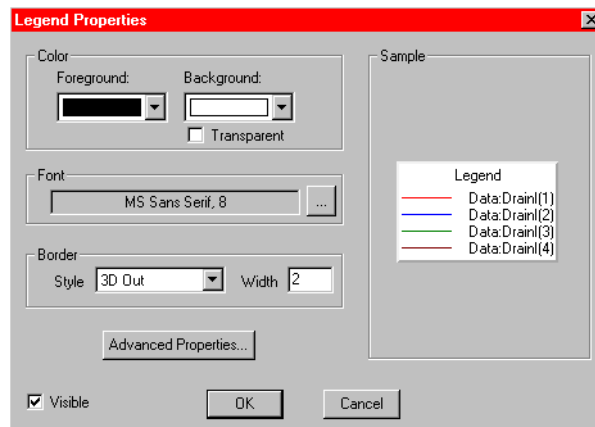 Legend Properties
Color
Foreground:
Background:
Transparent
Font
MS Sans Serif, 8
...
Border
Style 3D Out Width 2
Advanced Properties...
Visible
OK
Cancel
Sample
Legend
Data:DrainI(1)
Data:DrainI(2)
Data:DrainI(3)
Data:DrainI(4)